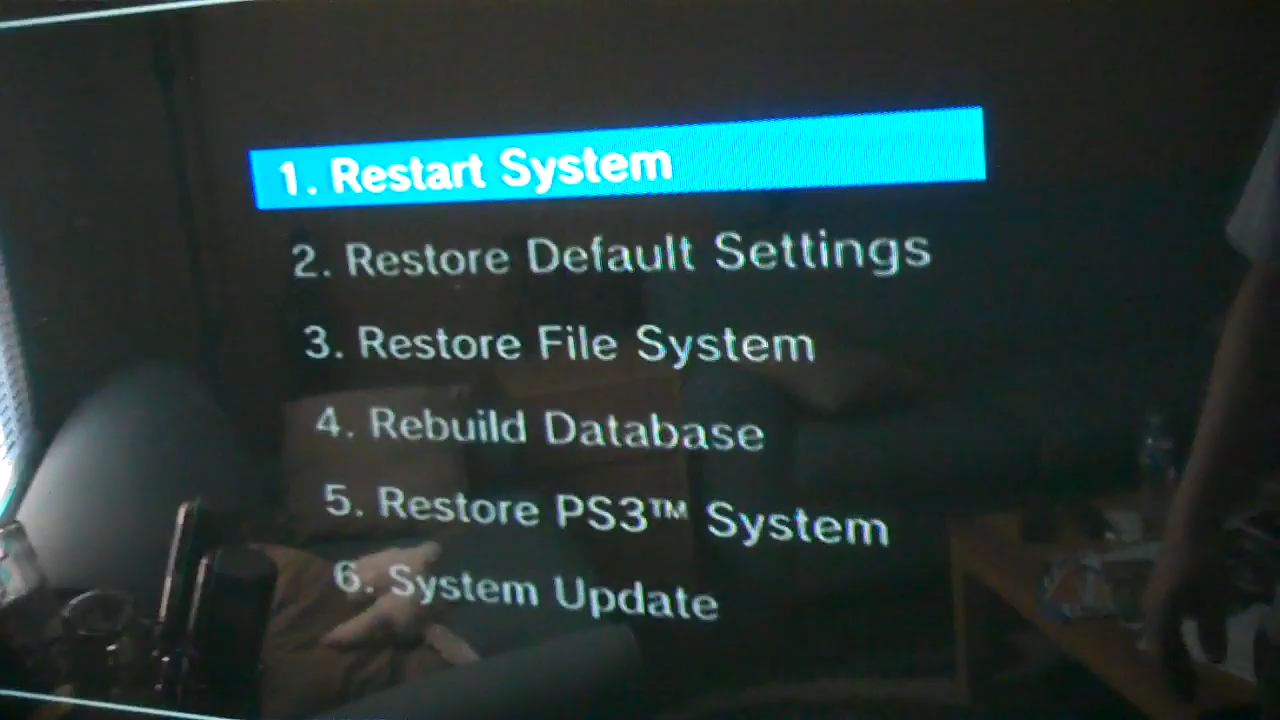 1. Restart System
2. Restore Default Settings
3. Restore File System
4. Rebuild Database
5. Restore PS3™ System
6. System Update